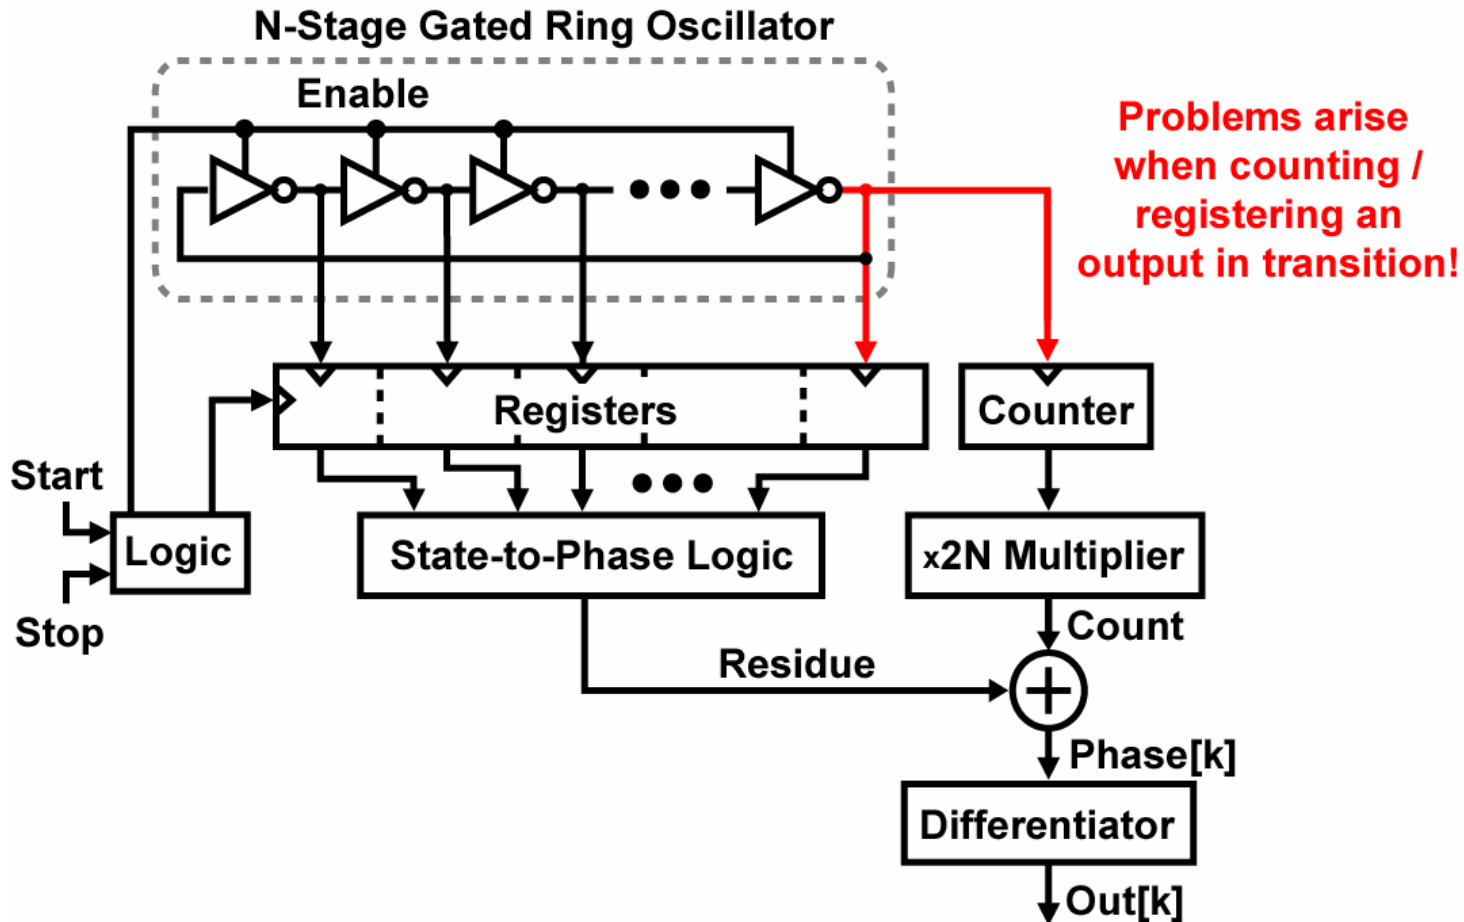 N-Stage Gated Ring Oscillator
Enable
Problems arise
when counting /
registering an
output in transition!
Registers
Counter
Start
Logic
Stop
State-to-Phase Logic
x2N Multiplier
Count
Residue
Phase[k]
Differentiator
Out[k]